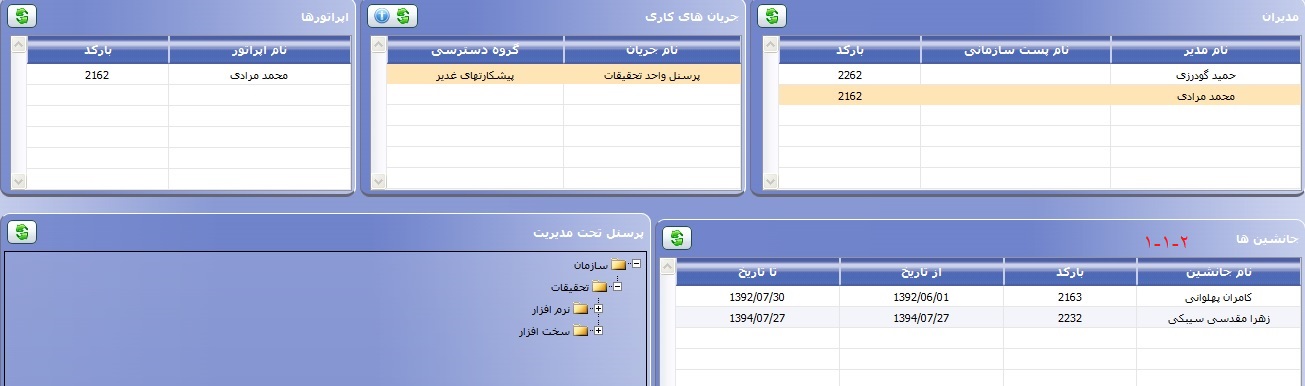 مدیران
نام مدیر	نام پست سازمانی	بارکد
حمید گودرزی		2262
محمد مرادی		2162
جریان های کاری
نام جریان	گروه دسترسی
پرسنل واحد تحقیقات	پیشکارتهای غدیر
اپراتورها
نام اپراتور	بارکد
محمد مرادی	2162
جانشین ها	۱-۱-۲
نام جانشین	بارکد	از تاریخ	تا تاریخ
کامران پهلوانی	2163	1392/06/01	1392/07/30
زهرا مقدسی سیبکی	2232	1394/07/27	1394/07/27
پرسنل تحت مدیریت
سازمان
تحقیقات
نرم افزار
سخت افزار